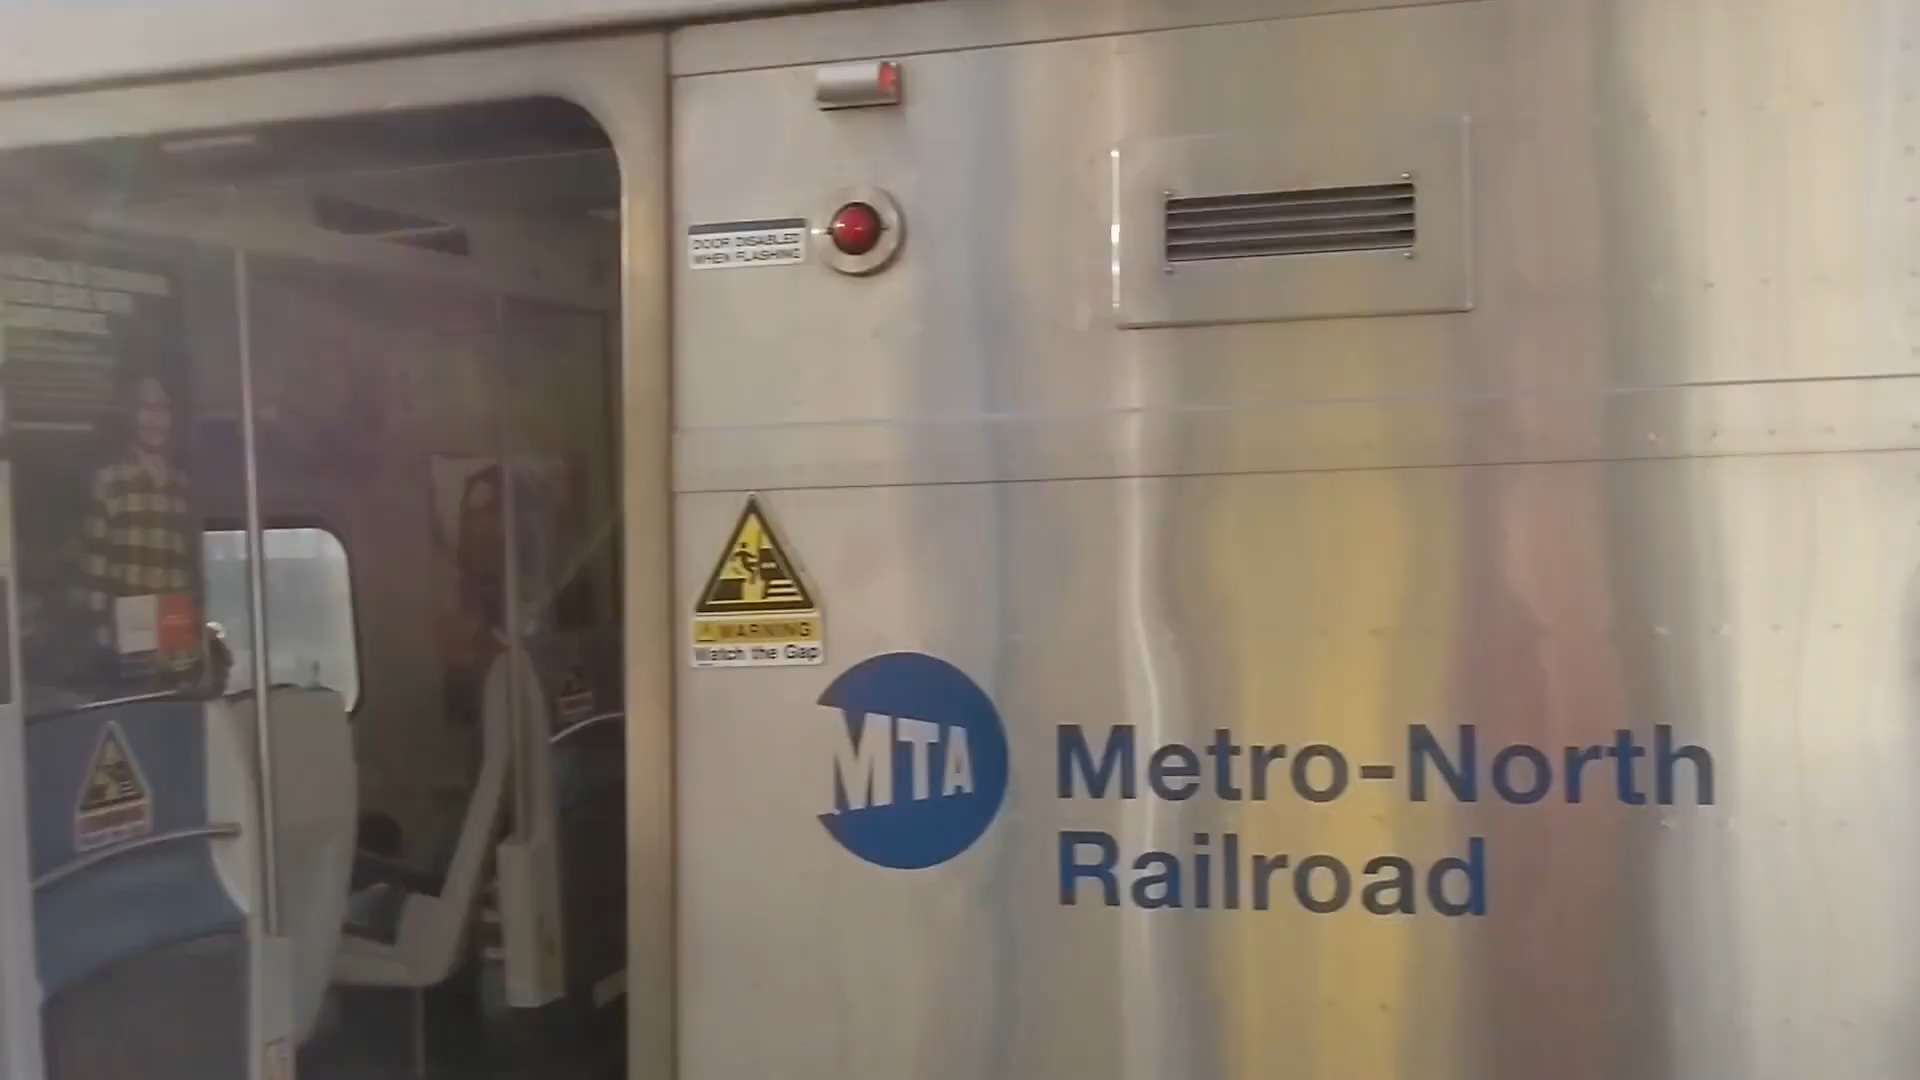 DOOR DISABLED
WHEN FLASHING
WARNING
Watch the Gap
MTA
Metro-North
Railroad